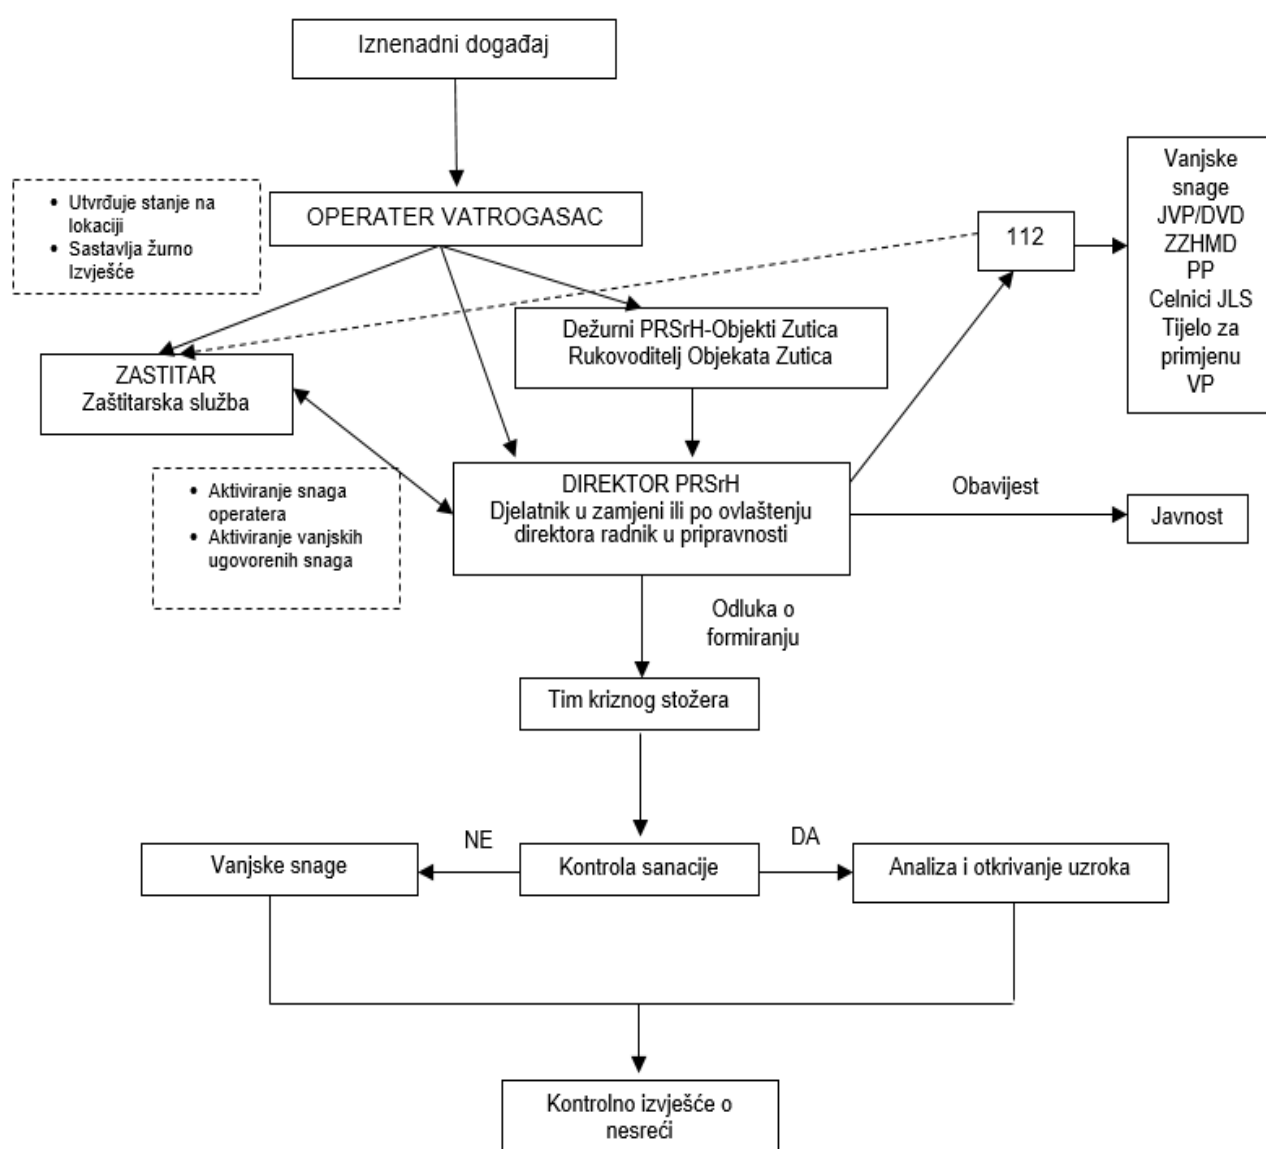 Iznenadni događaj
• Utvrđuje stanje na
lokaciji
• Sastavlja žurno
Izvješće
OPERATER VATROGASAC
112
Vanjske
snage
JVP/DVD
ZZHMD
PP
Celnici JLS
Tijelo za
primjenu
VP
Dežurni PRSrH-Objekti Zutica
Rukovoditelj Objekata Zutica
ZASTITAR
Zaštitarska služba
• Aktiviranje snaga
operatera
• Aktiviranje vanjskih
ugovorenih snaga
DIREKTOR PRSrH
Djelatnik u zamjeni ili po ovlaštenju
direktora radnik u pripravnosti
Obavijest
Javnost
Odluka o
formiranju
Tim kriznog stožera
NE
DA
Vanjske snage
Kontrola sanacije
Analiza i otkrivanje uzroka
Kontrolno izvješće o
nesreći